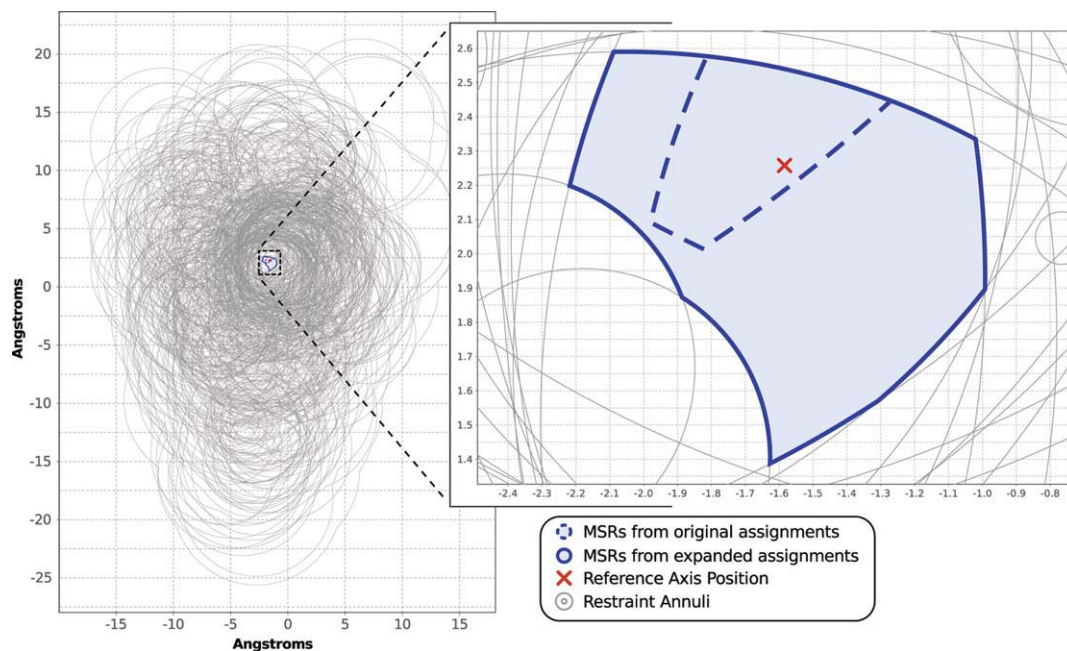 20
15
10
5
0
-5
-10
-15
-20
-25
Angstroms
-15 -10 -5 0 5 10 15
Angstroms
2.6
2.5
2.4
2.3
2.2
2.1
2.0
1.9
1.8
1.7
1.6
1.5
1.4
-2.4 -2.3 -2.2 -2.1 -2.0 -1.9 -1.8 -1.7 -1.6 -1.5 -1.4 -1.3 -1.2 -1.1 -1.0 -0.9 -0.8
MSRs from original assignments
MSRs from expanded assignments
Reference Axis Position
Restraint Annuli